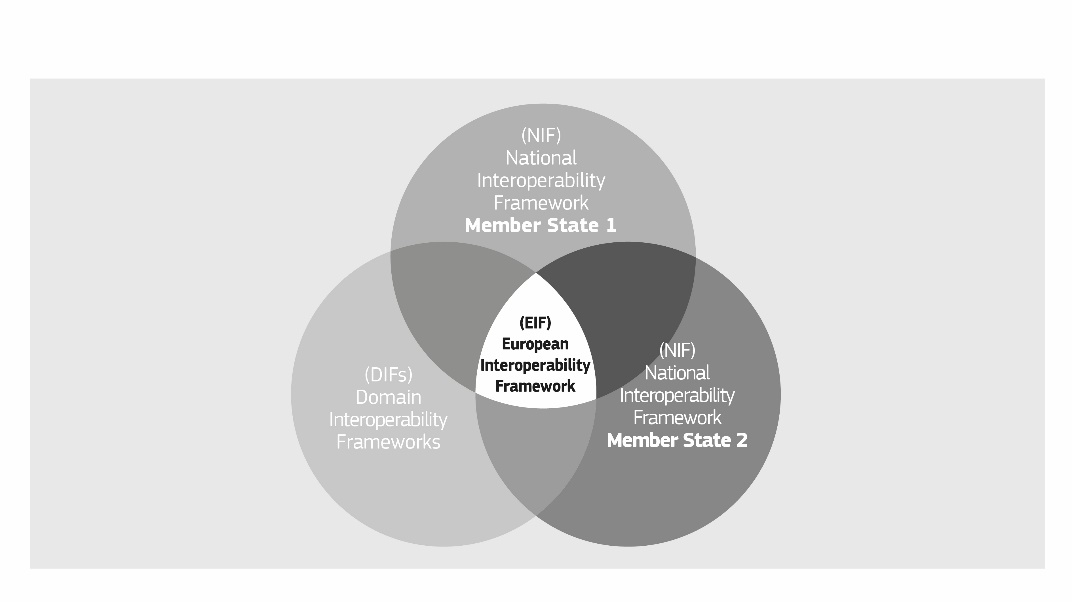 (NIF)
National
Interoperability
Framework
Member State 1
(EIF)
European
Interoperability
Framework
(DIFs)
Domain
Interoperability
Frameworks
(NIF)
National
Interoperability
Framework
Member State 2